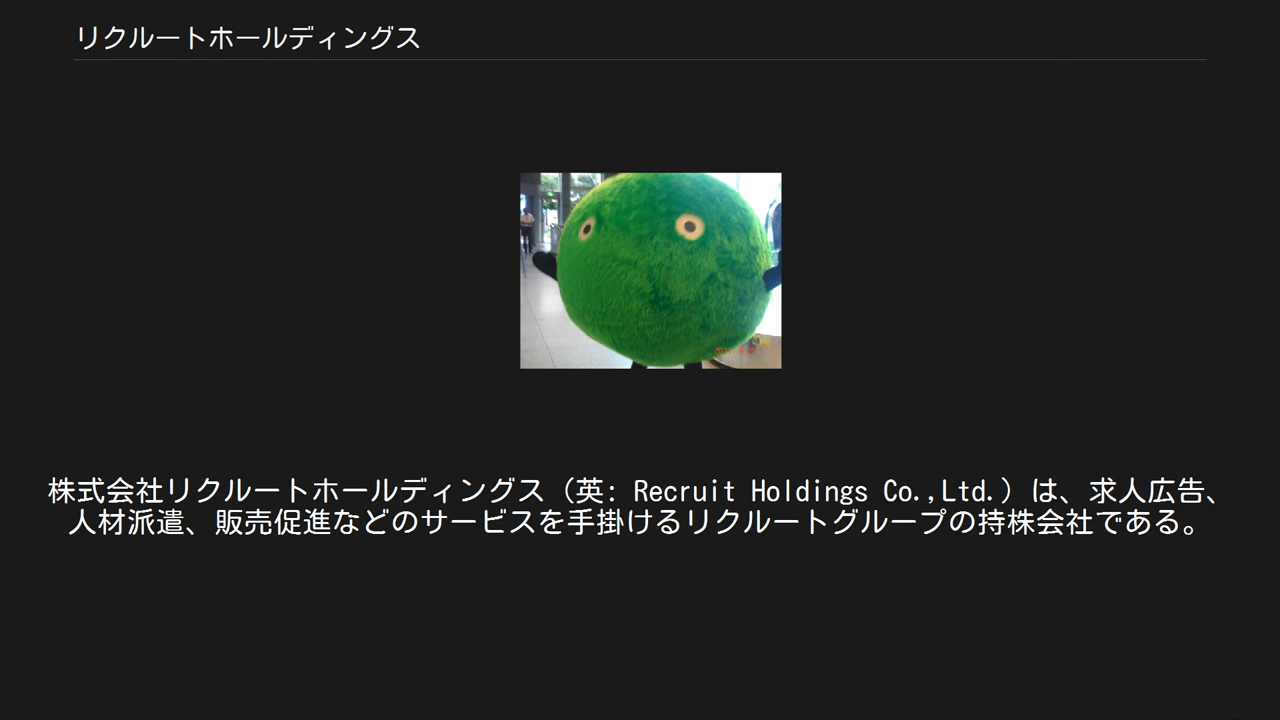 リクルートホールディングス
株式会社リクルートホールディングス（英: Recruit Holdings Co.,Ltd.）は、求人広告、
人材派遣、販売促進などのサービスを手掛けるリクルートグループの持株会社である。